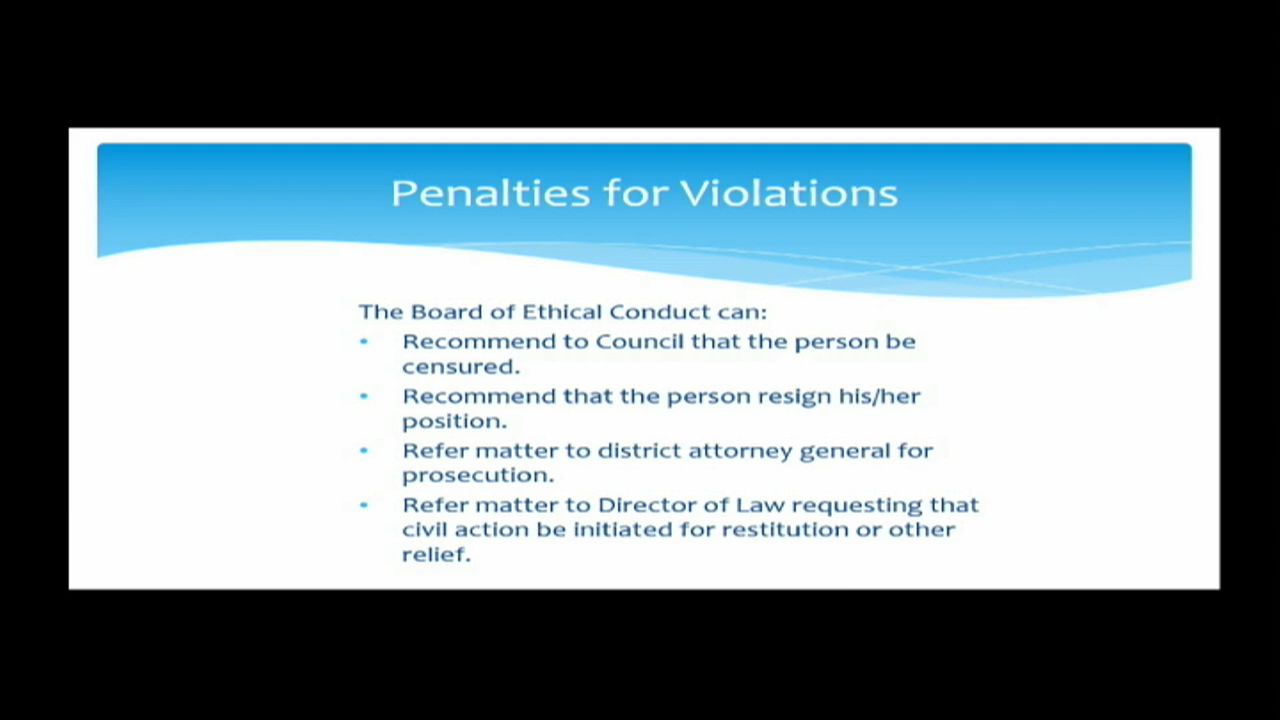 Penalties for Violations
The Board of Ethical Conduct can:
• Recommend to Council that the person be
censured.
• Recommend that the person resign his/her
position.
• Refer matter to district attorney general for
prosecution.
• Refer matter to Director of Law requesting that
civil action be initiated for restitution or other
relief.